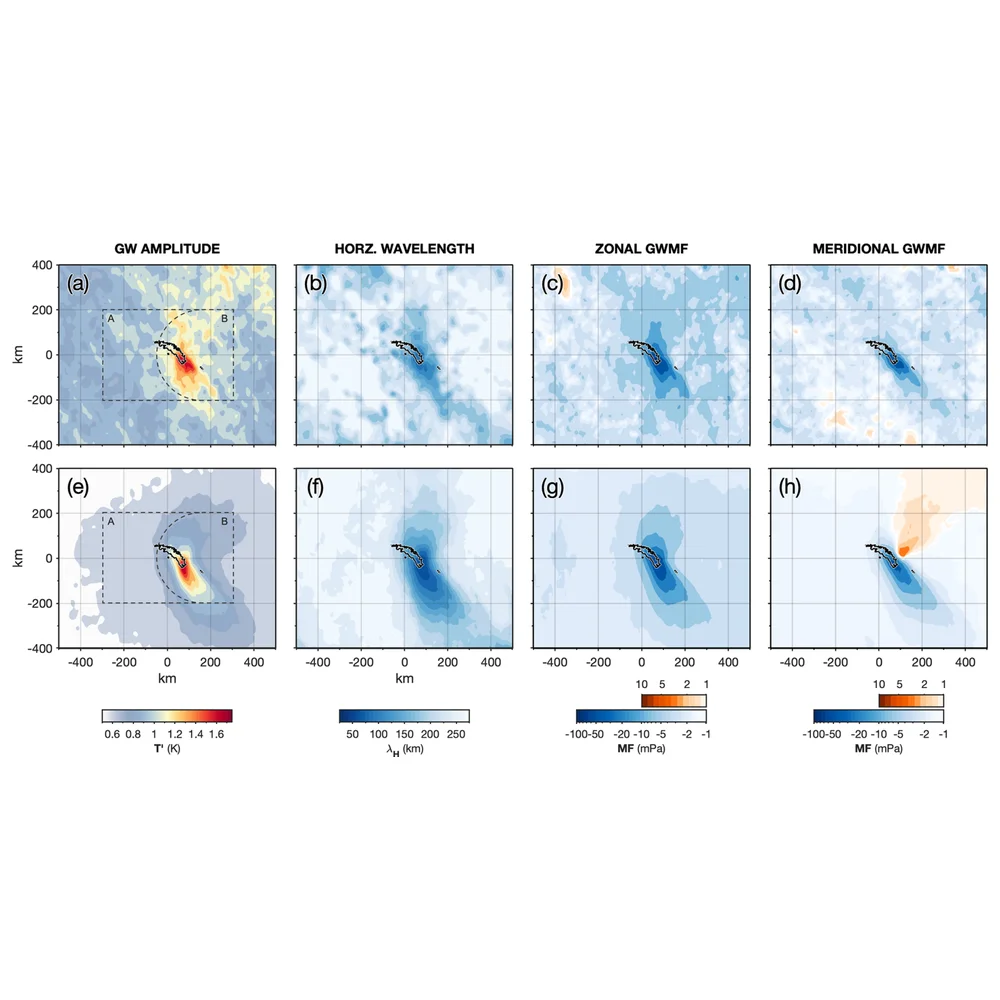 GW AMPLITUDE HORZ. WAVELENGTH ZONAL GWMF MERIDIONAL GWMF
(a) (b) (c) (d)
400
200
0
-200
-400
km
A B
(e) (f) (g) (h)
400
200
0
-200
-400
km
A B
-400 -200 0 200 400 -400 -200 0 200 400 -400 -200 0 200 400 -400 -200 0 200 400
km km
10 5 2 1 10 5 2 1
0.6 0.8 1 1.2 1.4 1.6 50 100 150 200 250 -100-50 -20 -10 -5 -2 -1 -100-50 -20 -10 -5 -2 -1
T' (K) λH (km) MF (mPa) MF (mPa)